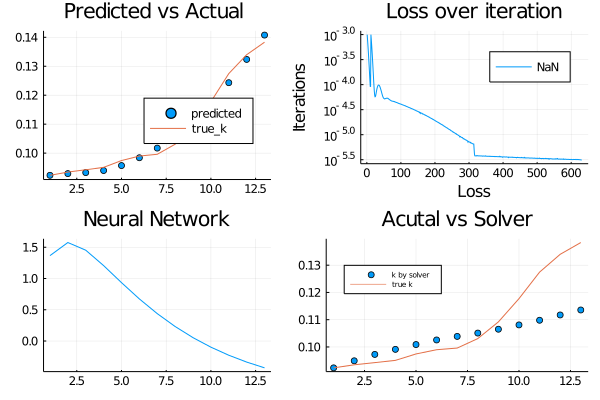 Predicted vs Actual
0.14
0.13
0.12
0.11
0.10
predicted
true_k
2.5 5.0 7.5 10.0 12.5
Loss over iteration
Iterations
10^-3.0
10^-3.5
10^-4.0
10^-4.5
10^-5.0
10^-5.5
NaN
0 100 200 300 400 500 600
Loss
Neural Network
1.5
1.0
0.5
0.0
2.5 5.0 7.5 10.0 12.5
Acutal vs Solver
0.13
0.12
0.11
0.10
k by solver
true k
2.5 5.0 7.5 10.0 12.5